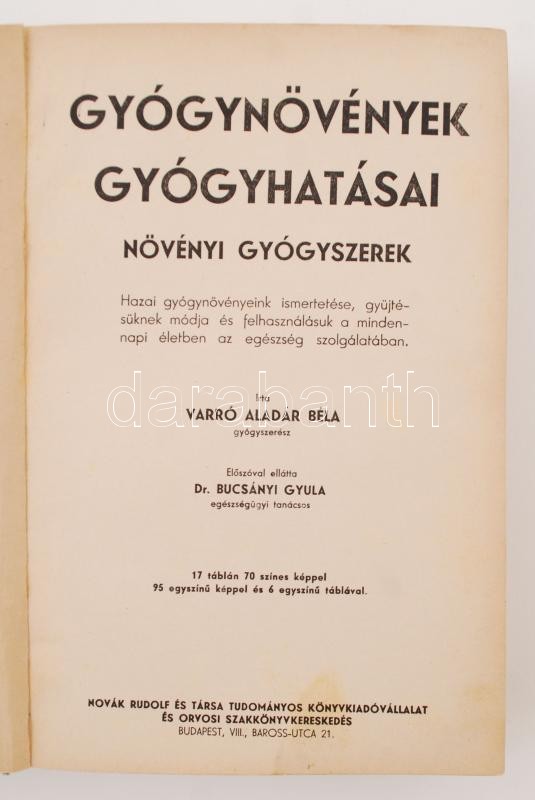 GYÓGYNÖVÉNYEK
GYÓGYHATÁSAI
NÖVÉNYI GYÓGYSZEREK
Hazai gyógynövényeink ismertetése, gyüjté-
süknek módja és felhasználásuk a minden-
napi életben az egészség szolgálatában.
Irta
VARRÓ ALADÁR BÉLA
gyógyszerész
darabanth
Előszóval ellátta
Dr. BUCSÁNYI GYULA
egészségügyi tanácsos
17 táblán 70 színes képpel
95 egyszínű képpel és 6 egyszínű táblával.
NOVÁK RUDOLF ÉS TÁRSA TUDOMÁNYOS KÖNYVKIADÓVÁLLALAT
ÉS ORVOSI SZAKKÖNYVKERESKEDÉS
BUDAPEST, VIII., BAROSS-UTCA 21.